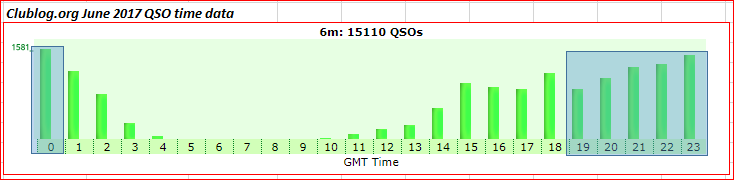 Clublog.org June 2017 QSO time data
6m: 15110 QSOs
1581
0 1 2 3 4 5 6 7 8 9 10 11 12 13 14 15 16 17 18 19 20 21 22 23
GMT Time